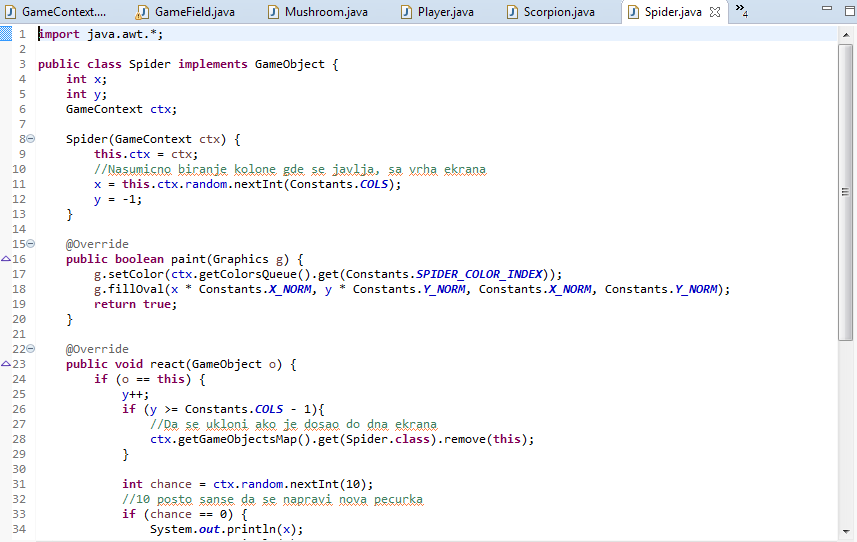 GameContext.... GameField.java Mushroom.java Player.java Scorpion.java Spider.java »4
1 import java.awt.*;
2
3 public class Spider implements GameObject {
4 int x;
5 int y;
6 GameContext ctx;
7
8 Spider(GameContext ctx) {
9 this.ctx = ctx;
10 //Nasumicno biranje kolone gde se javlja, sa vrha ekrana
11 x = this.ctx.random.nextInt(Constants.COLS);
12 y = -1;
13 }
14
15 @Override
16 public boolean paint(Graphics g) {
17 g.setColor(ctx.getColorsQueue().get(Constants.SPIDER_COLOR_INDEX));
18 g.fillOval(x * Constants.X_NORM, y * Constants.Y_NORM, Constants.X_NORM, Constants.Y_NORM);
19 return true;
20 }
21
22 @Override
23 public void react(GameObject o) {
24 if (o == this) {
25 y++;
26 if (y >= Constants.COLS - 1){
27 //Da se ukloni ako je dosao do dna ekrana
28 ctx.getGameObjectsMap().get(Spider.class).remove(this);
29 }
30
31 int chance = ctx.random.nextInt(10);
32 //10 posto sanse da se napravi nova pecurka
33 if (chance == 0) {
34 System.out.println(x);